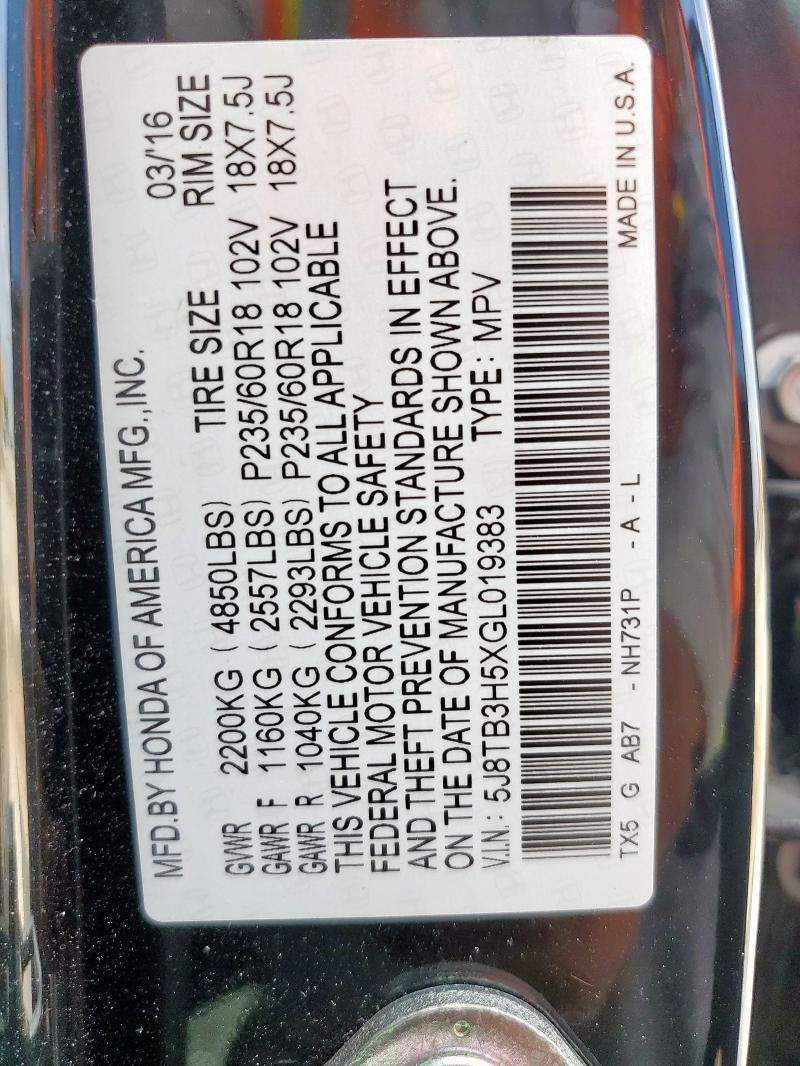 MFD.BY HONDA OF AMERICA MFG.,INC. 03/'16
TIRE SIZE RIM SIZE
GVWR 2200KG ( 4850LBS)
GAWR F 1160KG ( 2557LBS) P235/60R18 102V 18X7.5J
GAWR R 1040KG ( 2293LBS) P235/60R18 102V 18X7.5J
THIS VEHICLE CONFORMS TO ALL APPLICABLE
FEDERAL MOTOR VEHICLE SAFETY
AND THEFT PREVENTION STANDARDS IN EFFECT
ON THE DATE OF MANUFACTURE SHOWN ABOVE.
V.I.N.: 5J8TB3H5XGL019383 TYPE: MPV
TX5 G AB7 - NH731P - A - L MADE IN U.S.A.